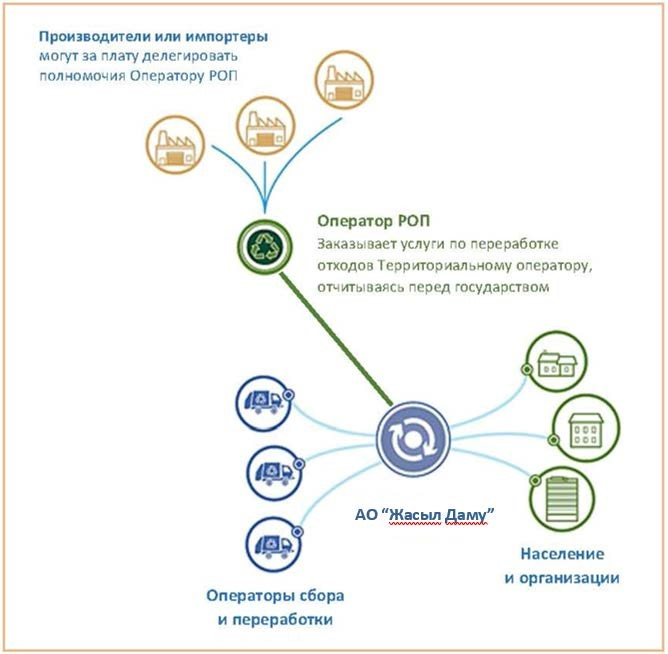 Производители или импортеры
могут за плату делегировать
полномочия Оператору РОП
Оператор РОП
Заказывает услуги по переработке
отходов Территориальному оператору,
отчитываясь перед государством
АО “Жасыл Даму”
Население
и организации
Операторы сбора
и переработки